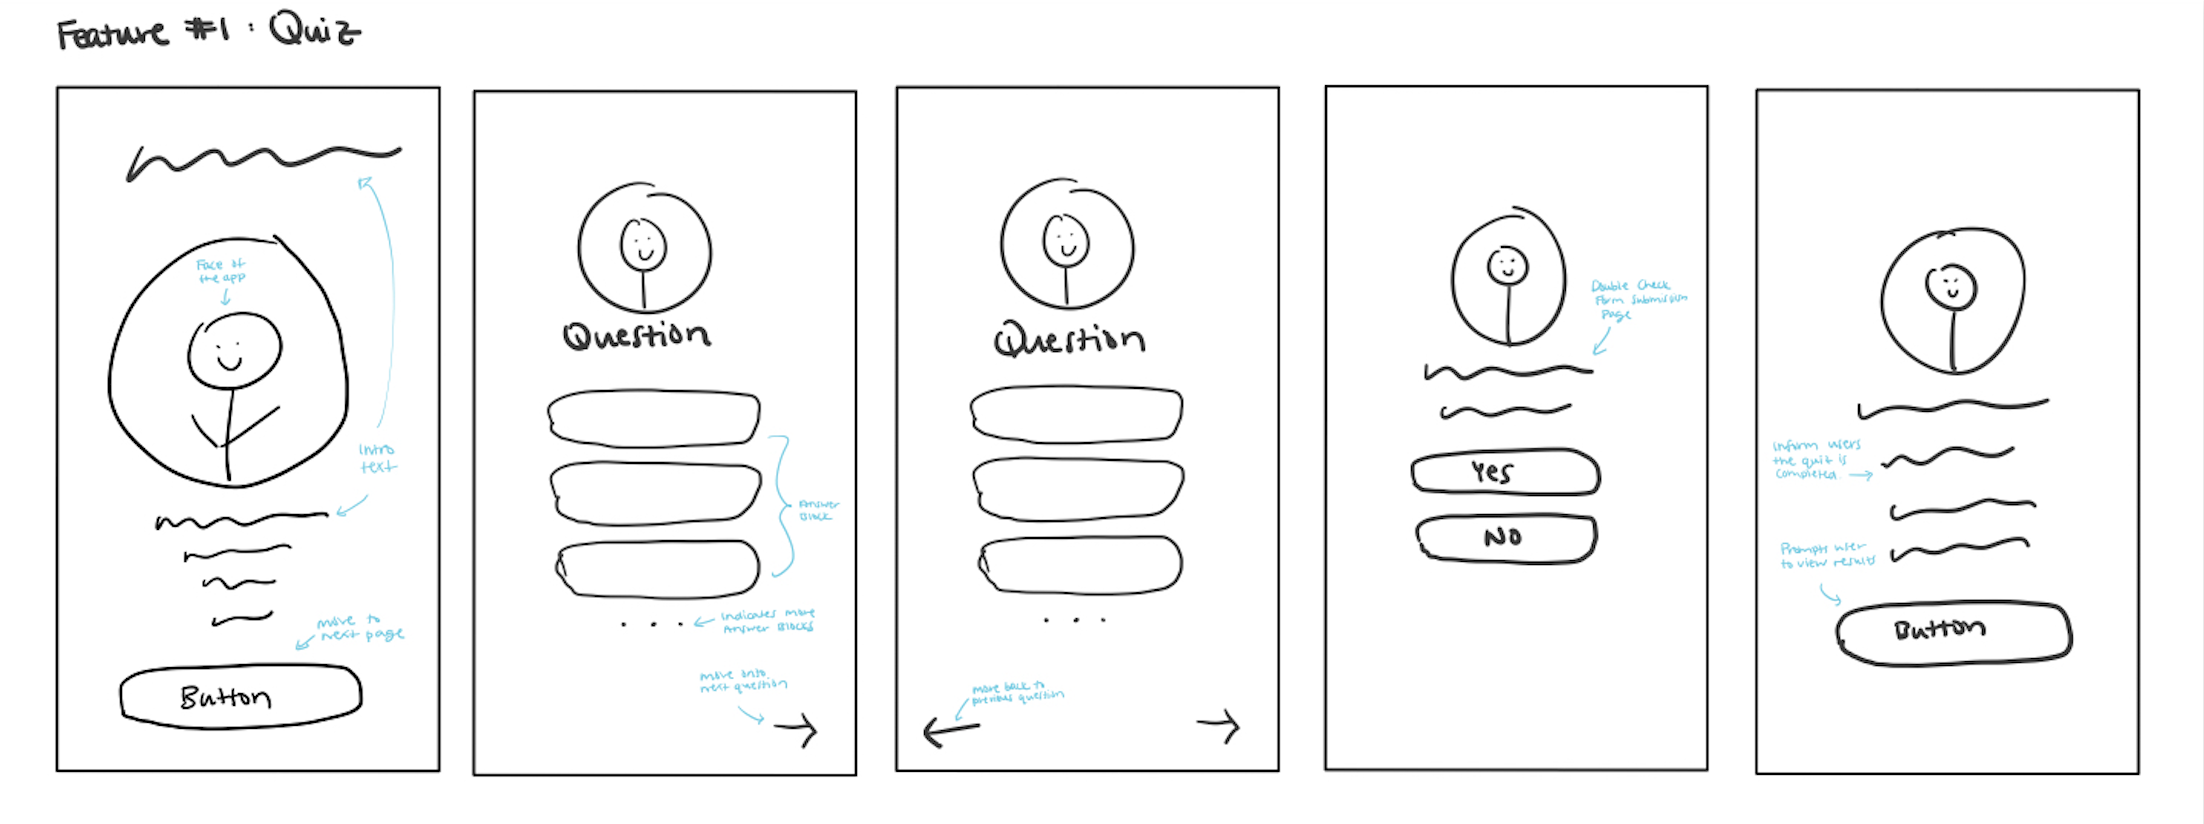 Feature #1 : Quiz
Face of
the app
Intro
text
move to
next page
Button
Question
Answer
Block
. . .
Indicates more
Answer Blocks
move onto
next question
→
Question
. . .
move back to
previous question
←
→
Double Check
Form Submission
Page
Yes
No
Inform users
the quit is
completed.
Prompts user
to view results
Button